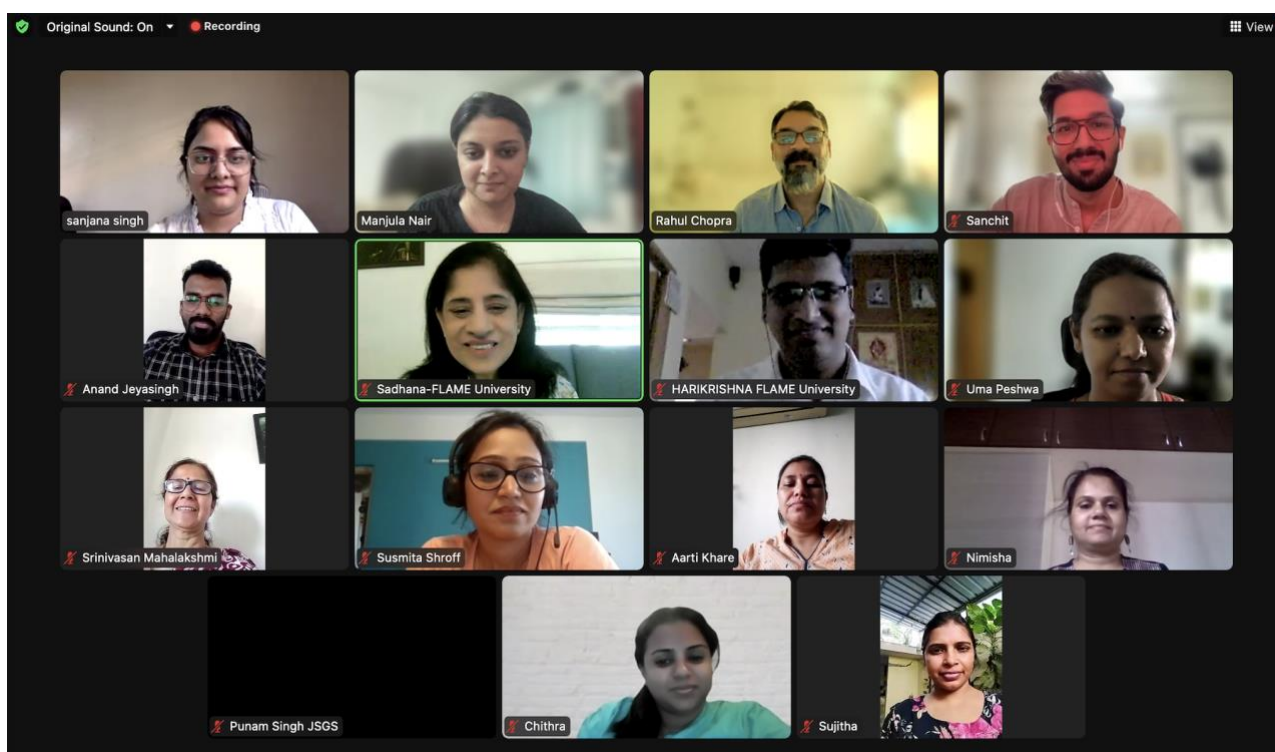 Original Sound: On
Recording
View
sanjana singh
Manjula Nair
Rahul Chopra
Sanchit
Anand Jeyasingh
Sadhana-FLAME University
HARIKRISHNA FLAME University
Uma Peshwa
Srinivasan Mahalakshmi
Susmita Shroff
Aarti Khare
Nimisha
Punam Singh JSGS
Chithra
Sujitha